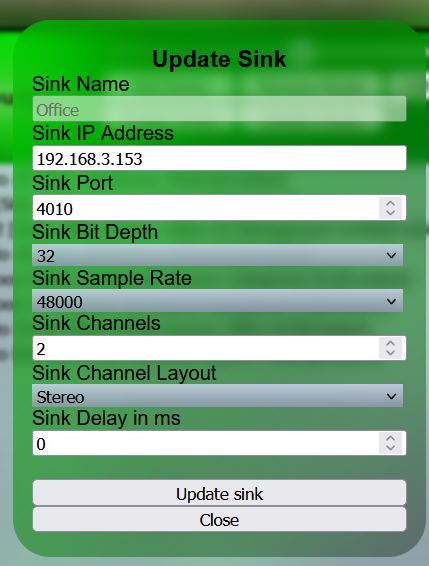 Update Sink
Sink Name
Office
Sink IP Address
192.168.3.153
Sink Port
4010
Sink Bit Depth
32
Sink Sample Rate
48000
Sink Channels
2
Sink Channel Layout
Stereo
Sink Delay in ms
0
Update sink
Close